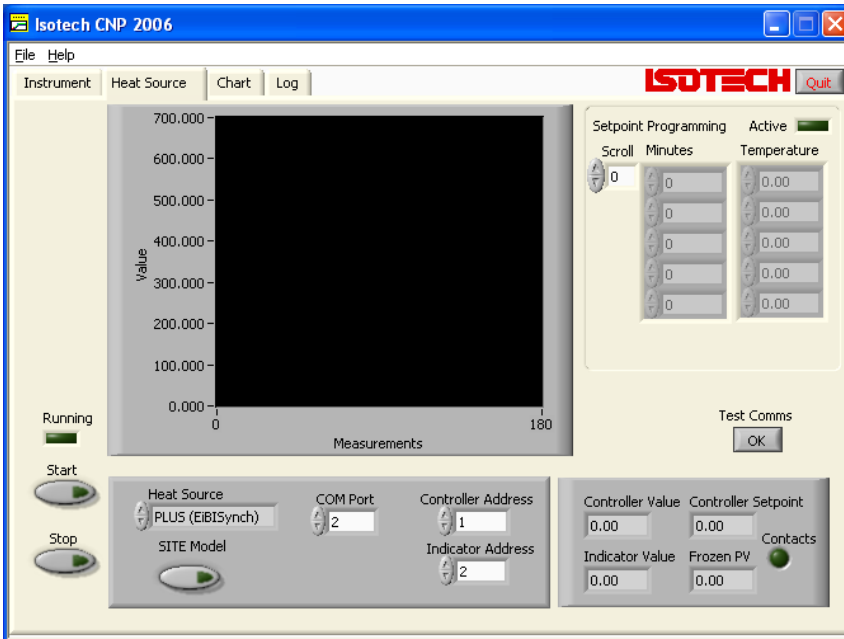 Isotech CNP 2006
File Help
Instrument Heat Source Chart Log ISOTECH Quit
700.000
600.000
500.000
400.000
300.000
200.000
100.000
0.000
Value
0 180
Measurements
Setpoint Programming Active
Scroll Minutes Temperature
0 0 0.00
0 0.00
0 0.00
0 0.00
0 0.00
Running
Start
Stop
Test Comms
OK
Heat Source COM Port Controller Address
PLUS (EiBISynch) 2 1
SITE Model Indicator Address
2
Controller Value Controller Setpoint
0.00 0.00
Contacts
Indicator Value Frozen PV
0.00 0.00